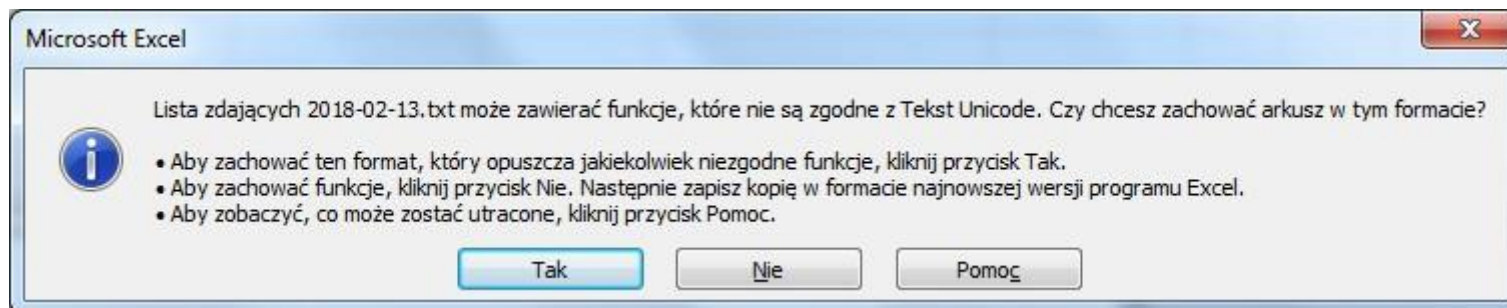 Microsoft Excel
Lista zdających 2018-02-13.txt może zawierać funkcje, które nie są zgodne z Tekst Unicode. Czy chcesz zachować arkusz w tym formacie?
• Aby zachować ten format, który opuszcza jakiekolwiek niezgodne funkcje, kliknij przycisk Tak.
• Aby zachować funkcje, kliknij przycisk Nie. Następnie zapisz kopię w formacie najnowszej wersji programu Excel.
• Aby zobaczyć, co może zostać utracone, kliknij przycisk Pomoc.
Tak Nie Pomoc